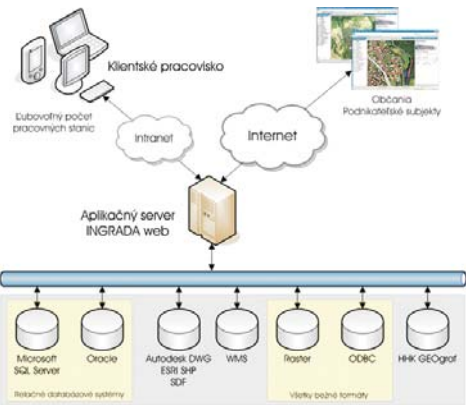 Klientské pracovisko
Ľubovoľný počet
pracovných staníc
Intranet
Internet
Občania
Podnikateľské subjekty
Aplikačný server
INGRADA web
Microsoft
SQL Server
Oracle
Autodesk DWG
ESRI SHP
SDF
WMS
Raster
ODBC
HHK GEOgraf
Relačné databázové systémy
Všetky bežné formáty